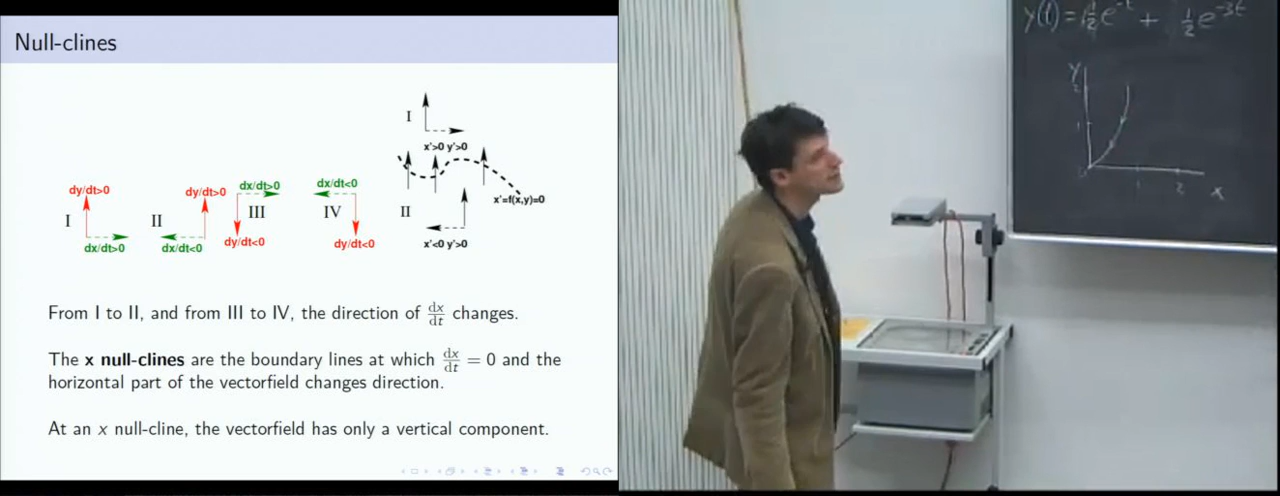 Null-clines
I
x'>0 y'>0
dy/dt>0
I
dx/dt>0
dy/dt>0
II
dx/dt<0
dx/dt>0
III
dy/dt<0
dx/dt<0
IV
dy/dt<0
II
x'=f(x,y)=0
x'<0 y'>0
From I to II, and from III to IV, the direction of dx/dt changes.
The x null-clines are the boundary lines at which dx/dt = 0 and the
horizontal part of the vectorfield changes direction.
At an x null-cline, the vectorfield has only a vertical component.
y
2
1
0
1
2
x